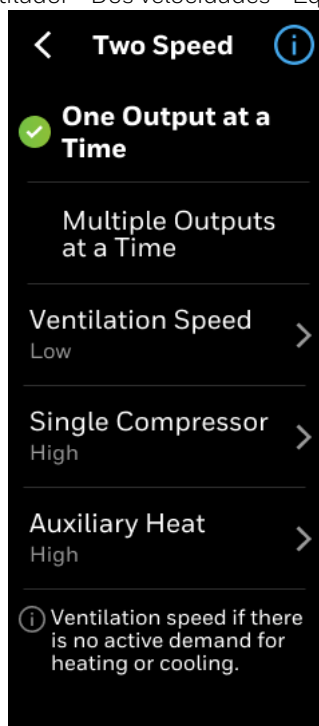 Two Speed
One Output at a
Time
Multiple Outputs
at a Time
Ventilation Speed
Low
Single Compressor
High
Auxiliary Heat
High
Ventilation speed if there
is no active demand for
heating or cooling.